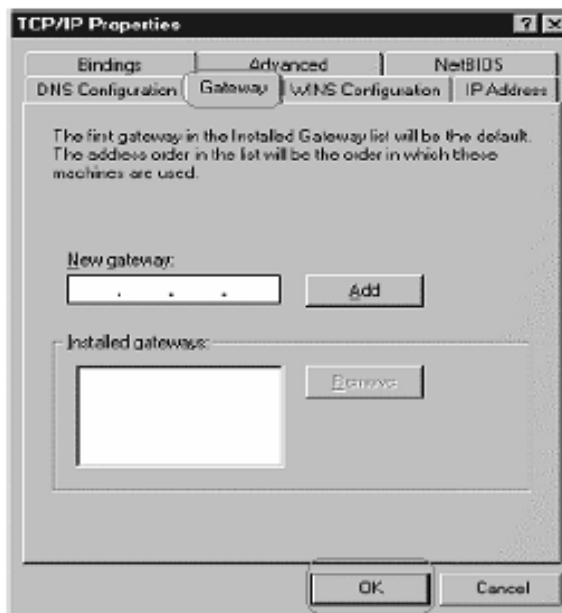 TCP/IP Properties
? ×
Bindings Advanced NetBIOS
DNS Configuration Gateway WINS Configuration IP Address
The first gateway in the Installed Gateway list will be the default.
The address order in the list will be the order in which these
machines are used.
New gateway:
. . .
Add
Installed gateways:
Remove
OK Cancel